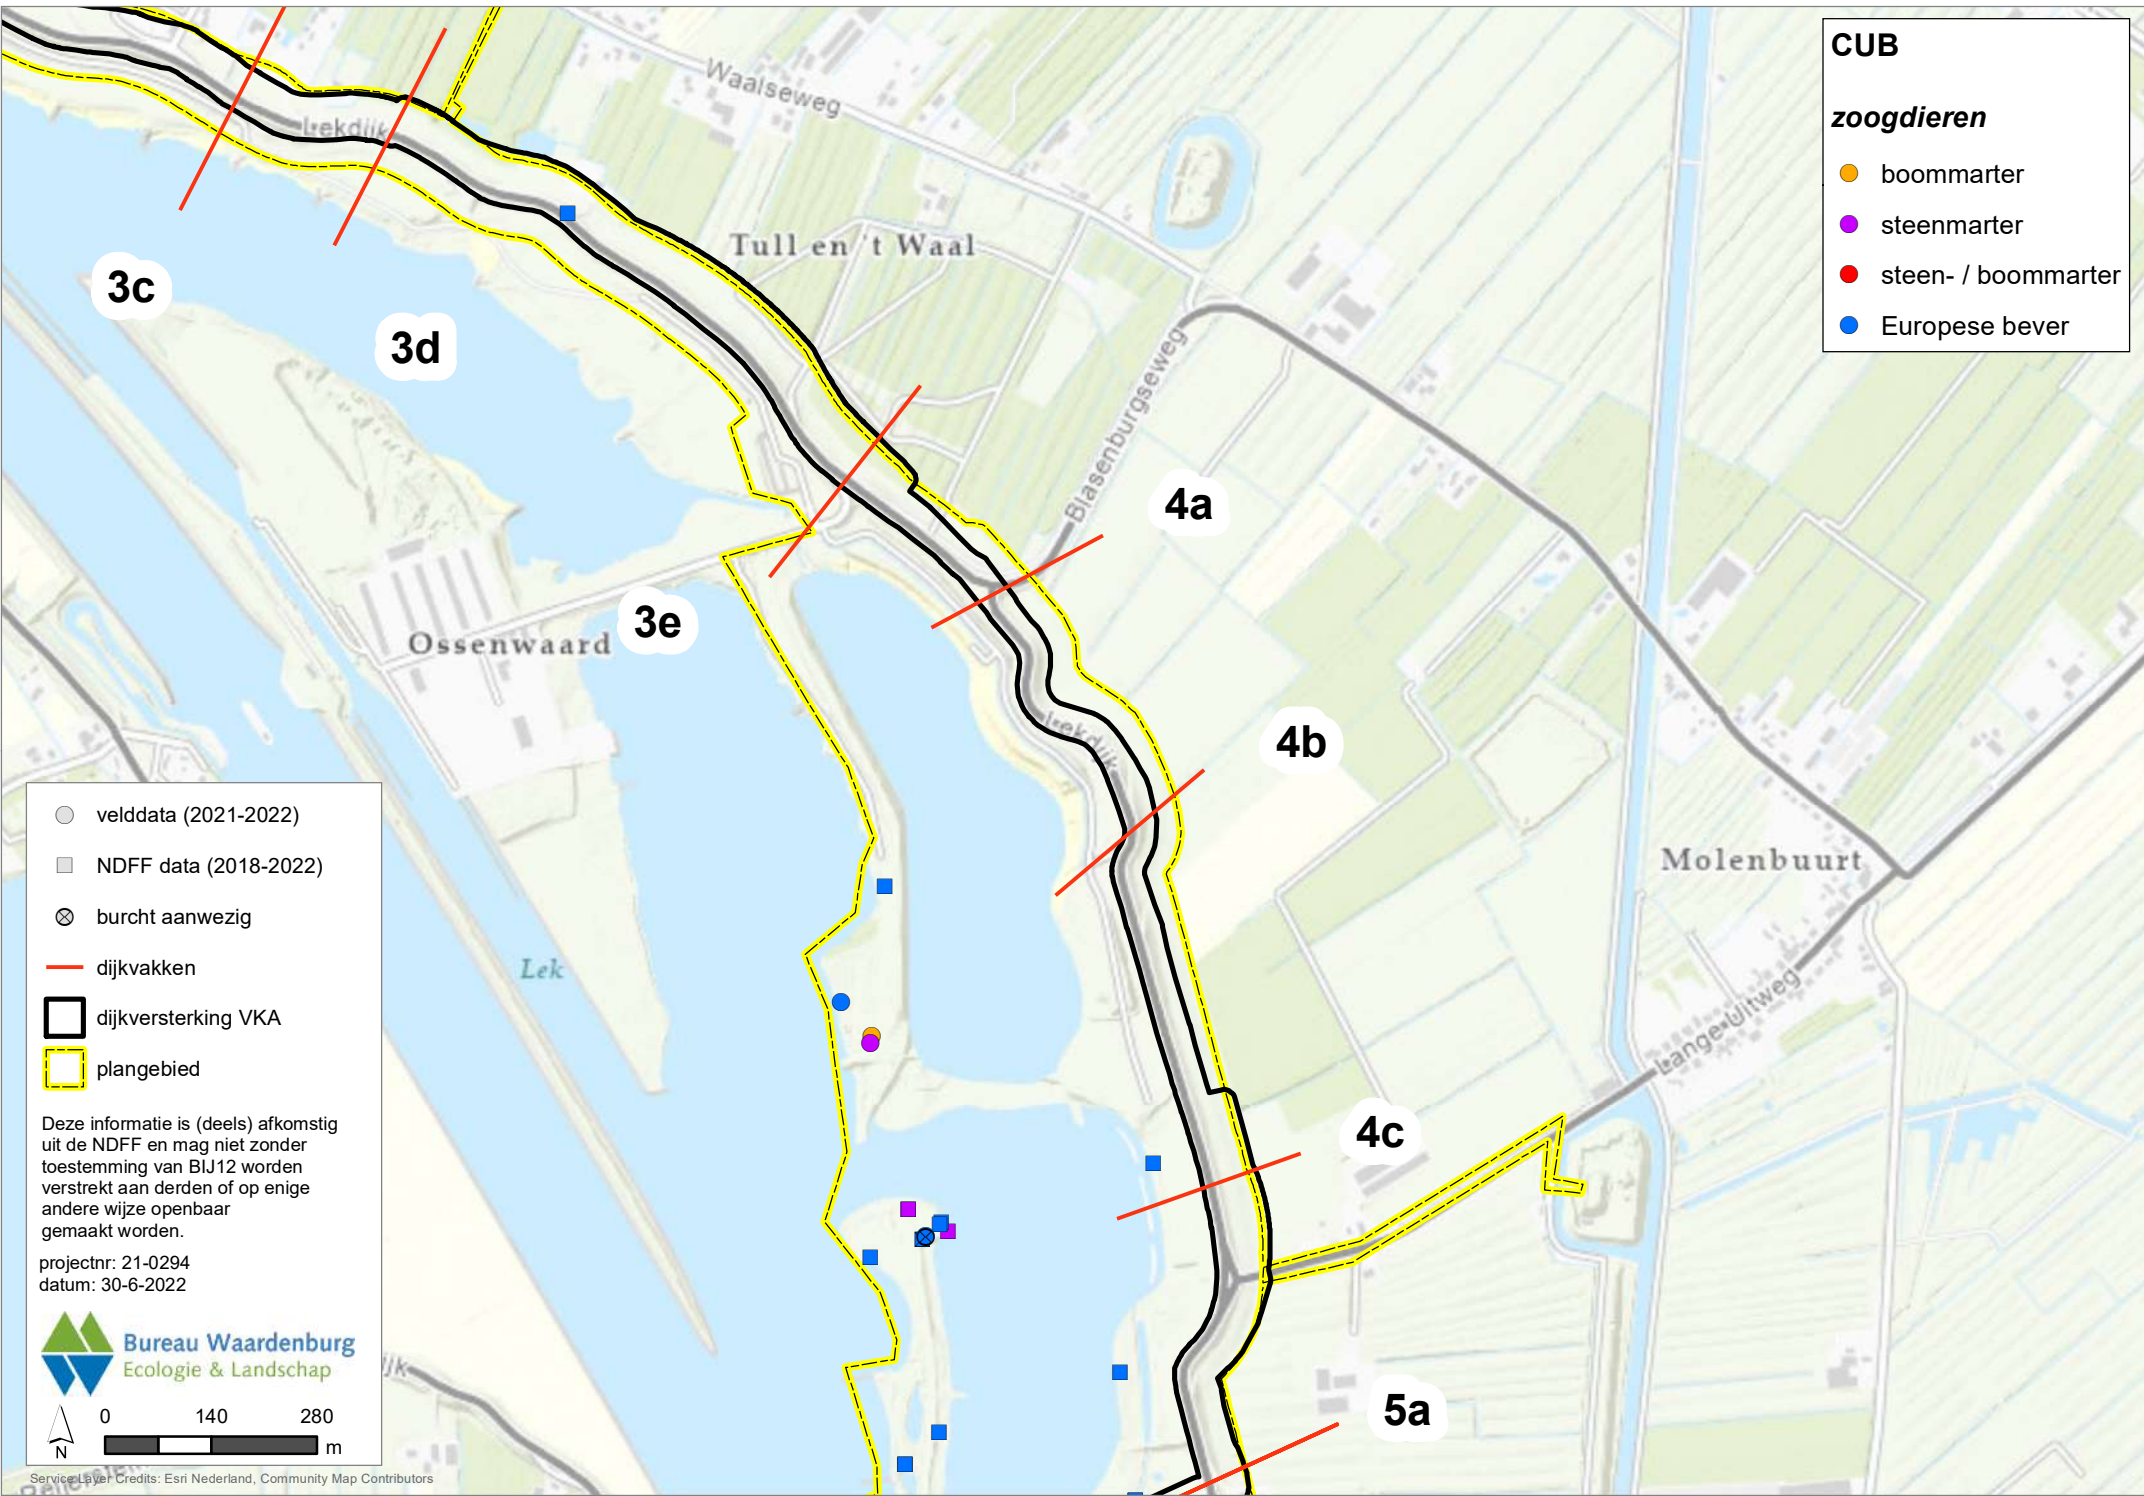 CUB
zoogdieren
boommarter
steenmarter
steen- / boommarter
Europese bever
Waalseweg
Lekdijk
Tull en 't Waal
3c
3d
Blasenburgseweg
4a
3e
Ossenwaard
Lekdijk
4b
Molenbuurt
Lek
Lange Uitweg
4c
5a
velddata (2021-2022)
NDFF data (2018-2022)
burcht aanwezig
dijkvakken
dijkversterking VKA
plangebied
Deze informatie is (deels) afkomstig
uit de NDFF en mag niet zonder
toestemming van BIJ12 worden
verstrekt aan derden of op enige
andere wijze openbaar
gemaakt worden.
projectnr: 21-0294
datum: 30-6-2022
Bureau Waardenburg
Ecologie & Landschap
0 140 280
m
N
Service Layer Credits: Esri Nederland, Community Map Contributors